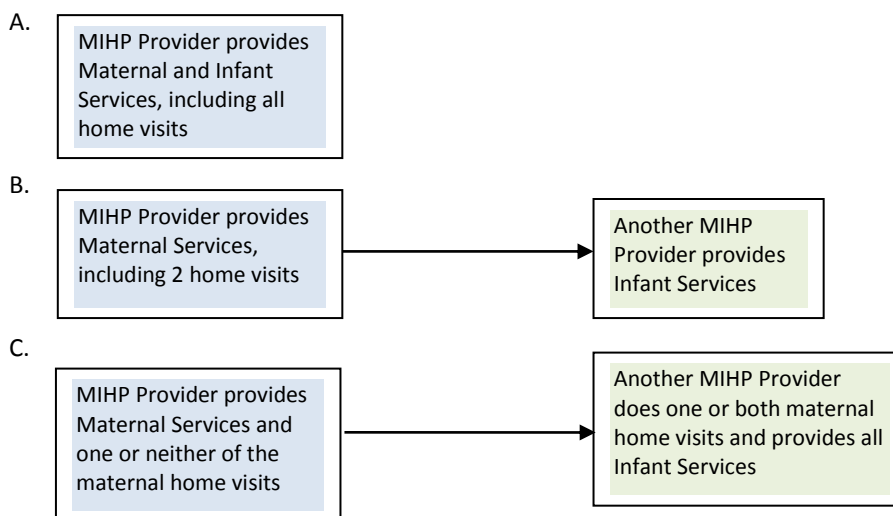 A.
MIHP Provider provides
Maternal and Infant
Services, including all
home visits
B.
MIHP Provider provides
Maternal Services,
including 2 home visits
Another MIHP
Provider provides
Infant Services
C.
MIHP Provider provides
Maternal Services and
one or neither of the
maternal home visits
Another MIHP Provider
does one or both maternal
home visits and provides all
Infant Services